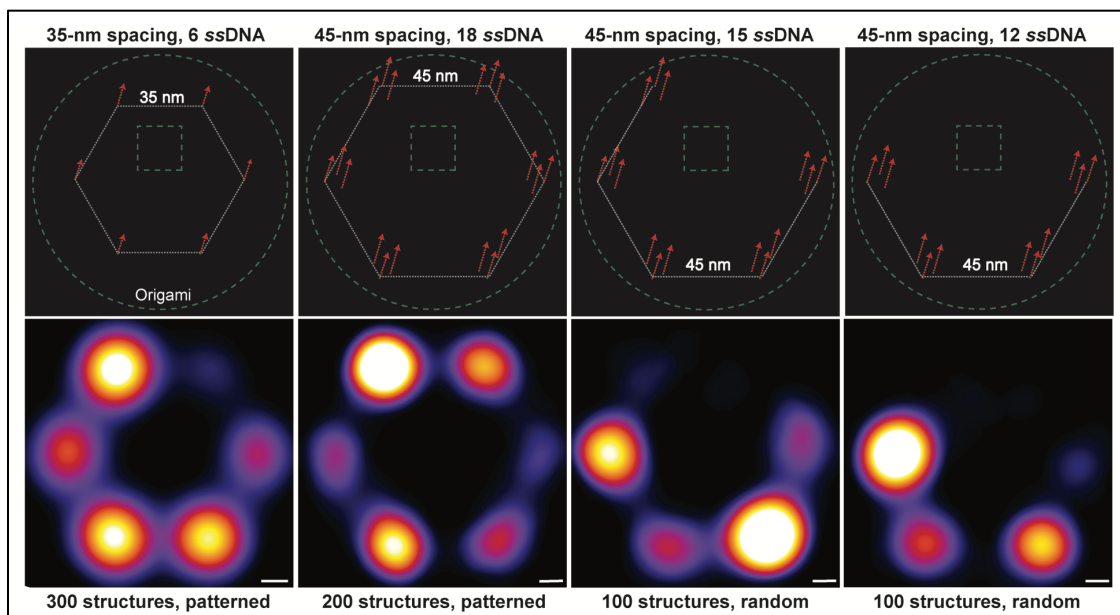 35-nm spacing, 6 ssDNA
45-nm spacing, 18 ssDNA
45-nm spacing, 15 ssDNA
45-nm spacing, 12 ssDNA
35 nm
45 nm
45 nm
45 nm
Origami
300 structures, patterned
200 structures, patterned
100 structures, random
100 structures, random